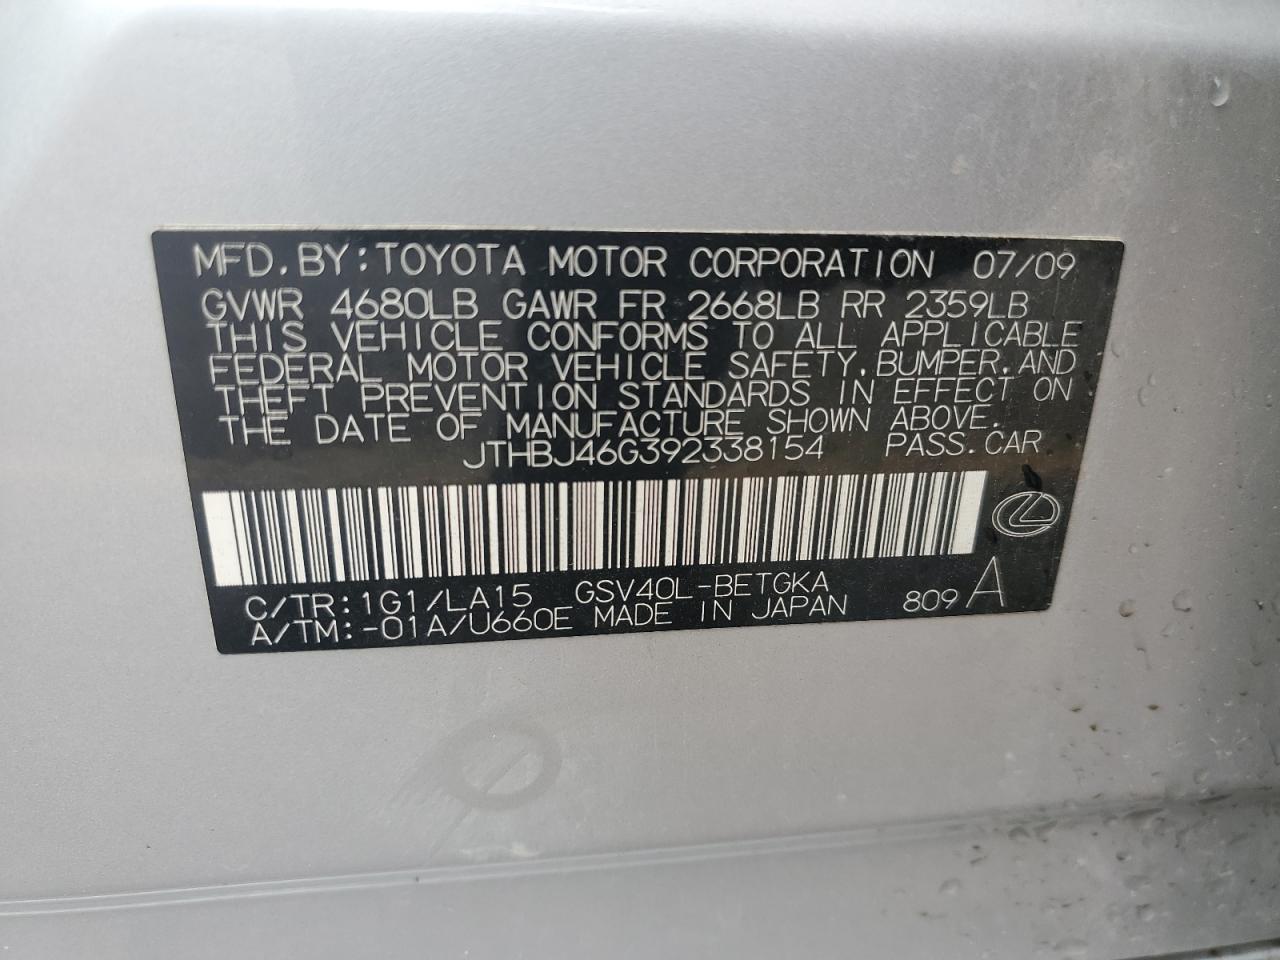 MFD. BY: TOYOTA MOTOR CORPORATION 07/09
GVWR 4680LB GAWR FR 2668LB RR 2359LB
THIS VEHICLE CONFORMS TO ALL APPLICABLE
FEDERAL MOTOR VEHICLE SAFETY, BUMPER, AND
THEFT PREVENTION STANDARDS IN EFFECT ON
THE DATE OF MANUFACTURE SHOWN ABOVE.
JTHBJ46G392338154 PASS. CAR
C/TR: 1G1/LA15 GSV40L-BETGKA
A/TM: -01A/U660E MADE IN JAPAN 809 A